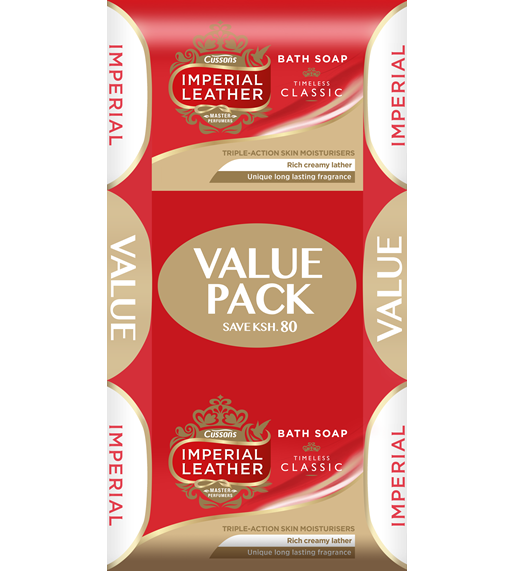 IMPERIAL
IMPERIAL
Cussons
IMPERIAL
LEATHER
MASTER
PERFUMERS
BATH SOAP
TIMELESS
CLASSIC
TRIPLE-ACTION SKIN MOISTURISERS
Rich creamy lather
Unique long lasting fragrance
VALUE
VALUE
VALUE
PACK
SAVE KSH. 80
IMPERIAL
IMPERIAL
Cussons
IMPERIAL
LEATHER
MASTER
PERFUMERS
BATH SOAP
TIMELESS
CLASSIC
TRIPLE-ACTION SKIN MOISTURISERS
Rich creamy lather
Unique long lasting fragrance